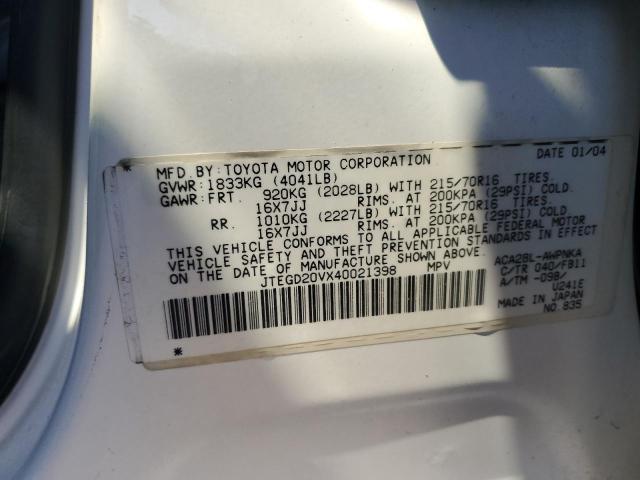 MFD. BY: TOYOTA MOTOR CORPORATION DATE 01/04
GVWR: 1833KG (4041LB)
GAWR: FRT. 920KG (2028LB) WITH 215/70R16 TIRES.
16X7JJ RIMS. AT 200KPA (29PSI) COLD.
RR. 1010KG (2227LB) WITH 215/70R16 TIRES.
16X7JJ RIMS. AT 200KPA (29PSI) COLD
THIS VEHICLE CONFORMS TO ALL APPLICABLE FEDERAL MOTOR
VEHICLE SAFETY AND THEFT PREVENTION STANDARDS IN EFFECT
ON THE DATE OF MANUFACTURE SHOWN ABOVE.
JTEGD20VX40021398 MPV
ACA28L-AWPNKA
C/TR 040/FB11
A/TM -098/
U241E
MADE IN JAPAN
NO. 835
* *